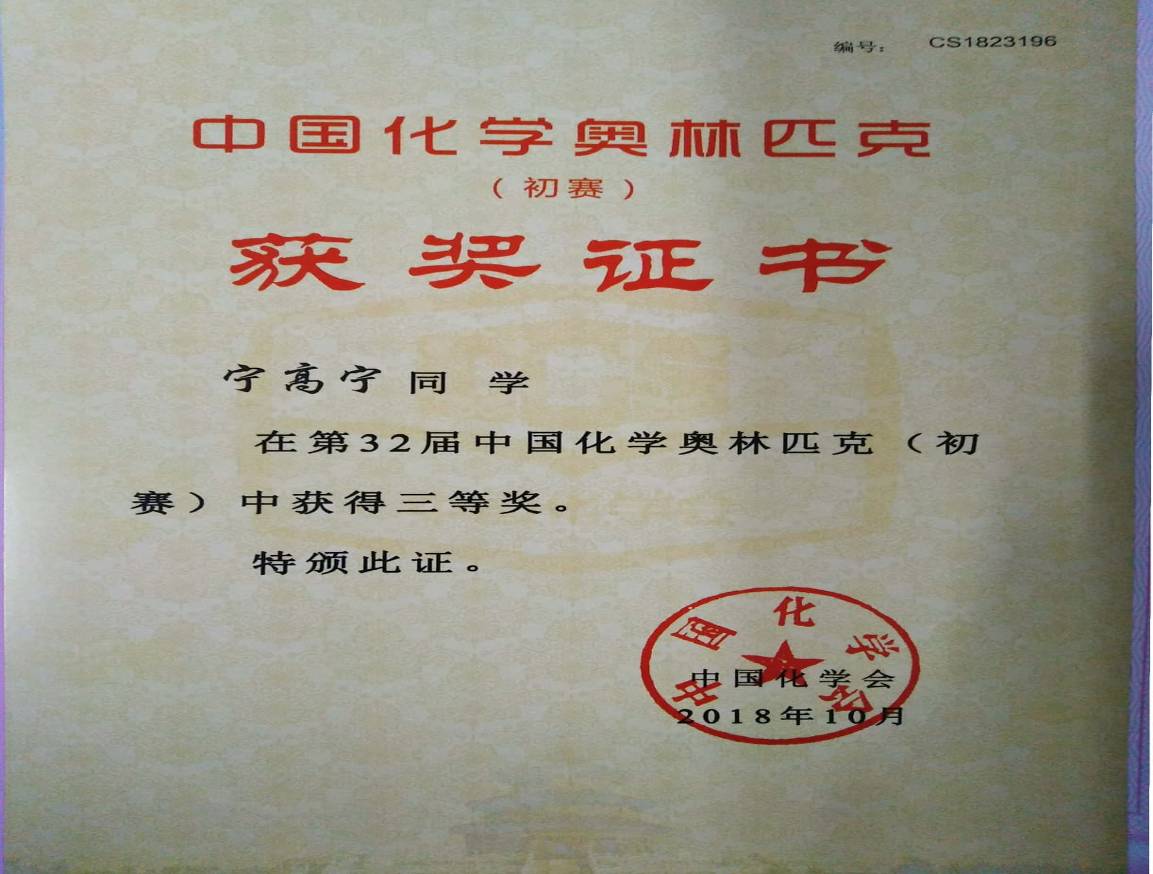 编号： CS1823196
中国化学奥林匹克
（初赛）
获奖证书
宁高宁同 学
在第32届中国化学奥林匹克（初
赛）中获得三等奖。
特颁此证。
中国化学会
中国化学会
2018年10月